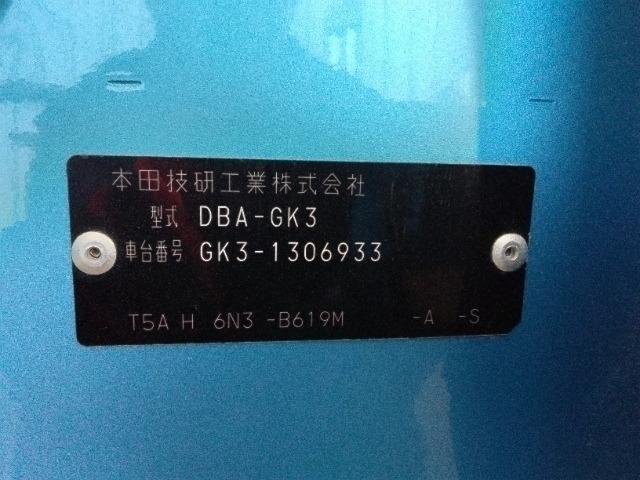 本田技研工業株式会社
型式 DBA-GK3
車台番号 GK3-1306933
T5A H 6N3 -B619M -A -S